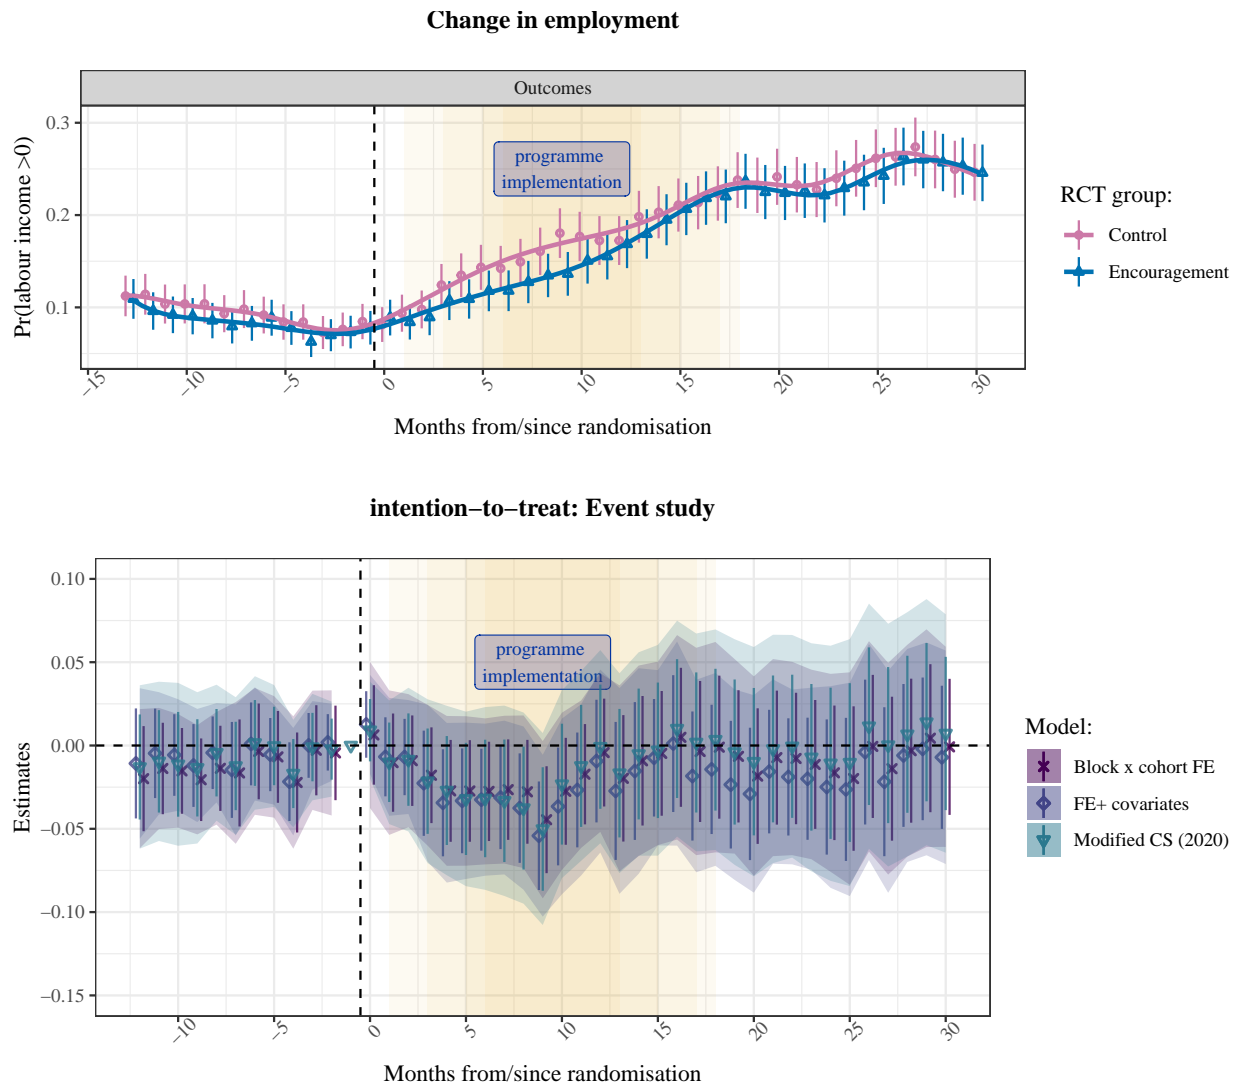 Change in employment
Outcomes
Pr(labour income >0)
0.3
0.2
0.1
programme
implementation
−15
−10
−5
0
5
10
15
20
25
30
Months from/since randomisation
RCT group:
Control
Encouragement
intention−to−treat: Event study
Estimates
0.10
0.05
0.00
−0.05
−0.10
−0.15
programme
implementation
−10
−5
0
5
10
15
20
25
30
Months from/since randomisation
Model:
Block x cohort FE
FE+ covariates
Modified CS (2020)